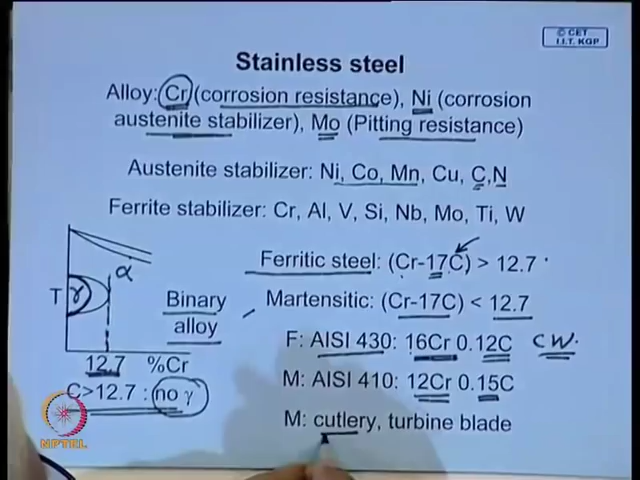 © CET
I.I.T. KGP
Stainless steel
Alloy: Cr (corrosion resistance), Ni (corrosion
austenite stabilizer), Mo (Pitting resistance)
Austenite stabilizer: Ni, Co, Mn, Cu, C,N
Ferrite stabilizer: Cr, Al, V, Si, Nb, Mo, Ti, W
Ferritic steel: (Cr-17C) > 12.7
Martensitic: (Cr-17C) < 12.7
F: AISI 430: 16Cr 0.12C CW.
M: AISI 410: 12Cr 0.15C
M: cutlery, turbine blade
T γ α
Binary
alloy
12.7 %Cr
C>12.7 : no γ